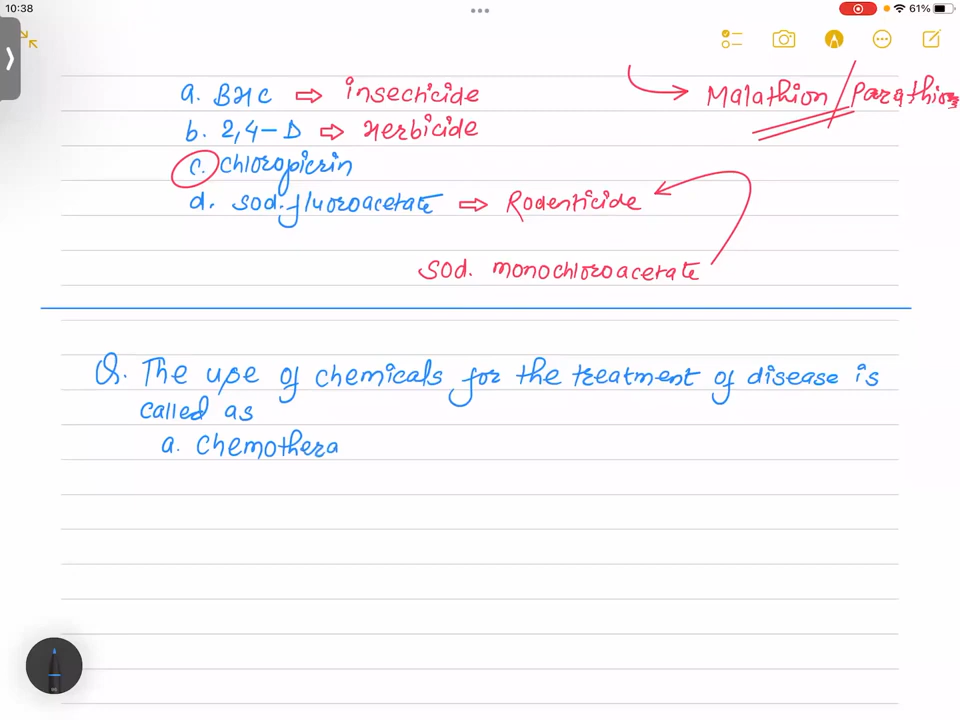 10:38
61%
a. BHC ⇨ insecticide
Malathion / Parathion
b. 2,4-D ⇨ Herbicide
c. chloropicrin
d. sod. fluoroacetate ⇨ Rodenticide
sod. monochloroacetate
Q. The use of chemicals for the treatment of disease is
called as
a. chemothera